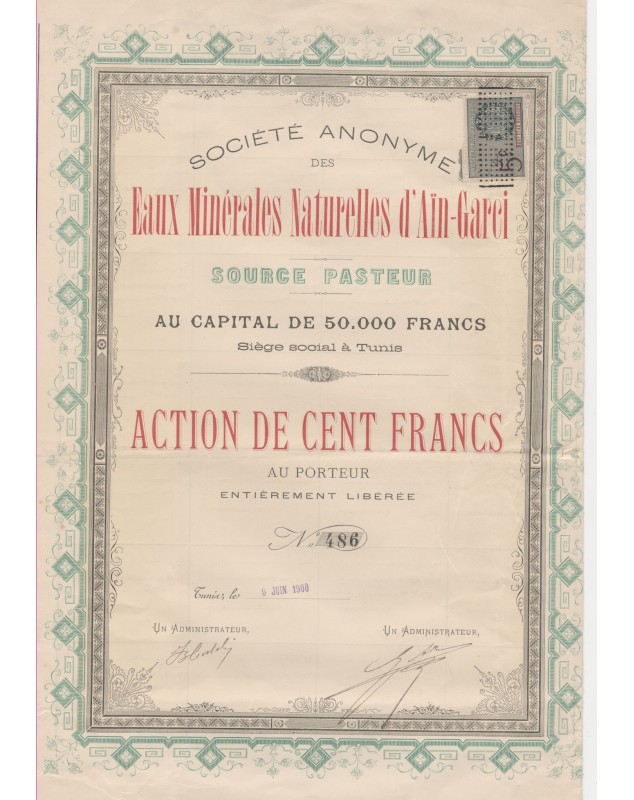 SOCIÉTÉ ANONYME
DES
Eaux Minérales Naturelles d'Aïn-Garci
SOURCE PASTEUR
AU CAPITAL DE 50.000 FRANCS
Siège social à Tunis
ACTION DE CENT FRANCS
AU PORTEUR
ENTIÈREMENT LIBÉRÉE
No 486
Tunis, le 9 JUIN 1900
UN ADMINISTRATEUR, UN ADMINISTRATEUR,